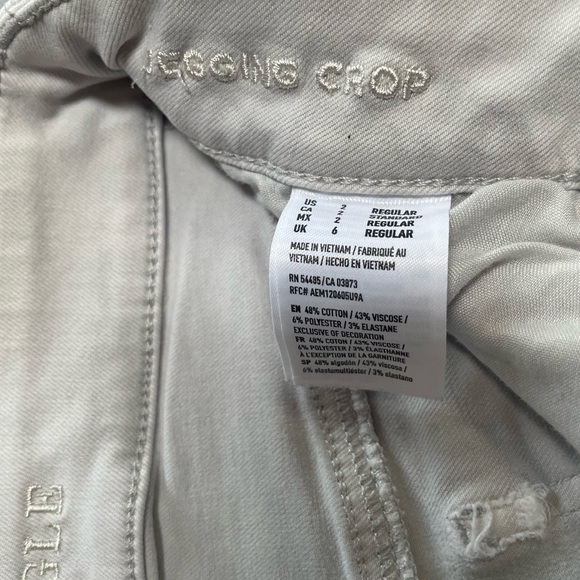 JEGGING CROP
US 2 REGULAR
CA 2 STANDARD
MX 2 REGULAR
UK 6 REGULAR
MADE IN VIETNAM / FABRIQUÉ AU
VIETNAM / HECHO EN VIETNAM
RN 54485/CA 03873
RFC# AEM120605U9A
EN 48% COTTON / 43% VISCOSE /
6% POLYESTER / 3% ELASTANE
EXCLUSIVE OF DECORATION
FR 48% COTON / 43% VISCOSE /
6% POLYESTER / 3% ÉLASTHANNE
À L'EXCEPTION DE LA GARNITURE
SP 48% algodón / 43% viscosa /
6% elastomultiéster / 3% elastano